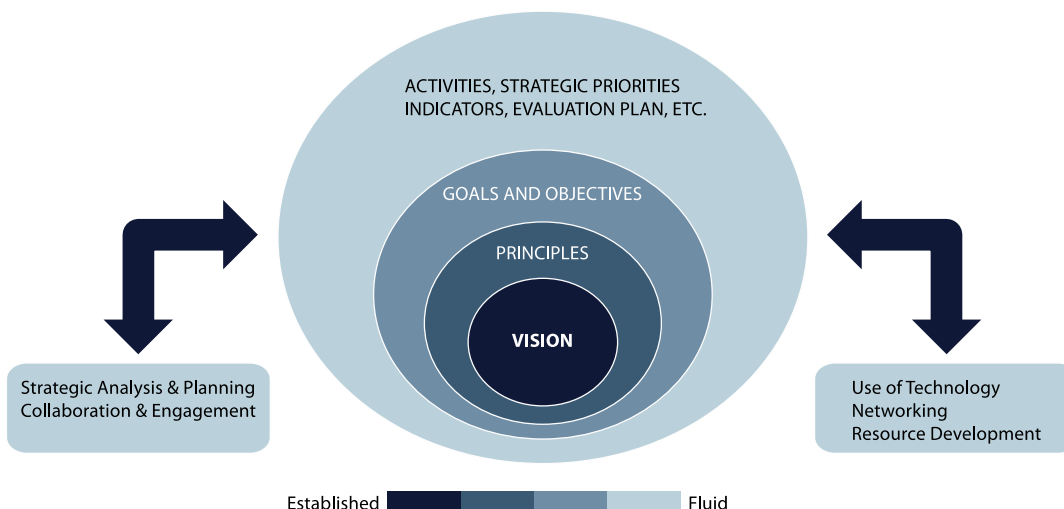 ACTIVITIES, STRATEGIC PRIORITIES
INDICATORS, EVALUATION PLAN, ETC.
GOALS AND OBJECTIVES
PRINCIPLES
VISION
Strategic Analysis & Planning
Collaboration & Engagement
Use of Technology
Networking
Resource Development
Established
Fluid